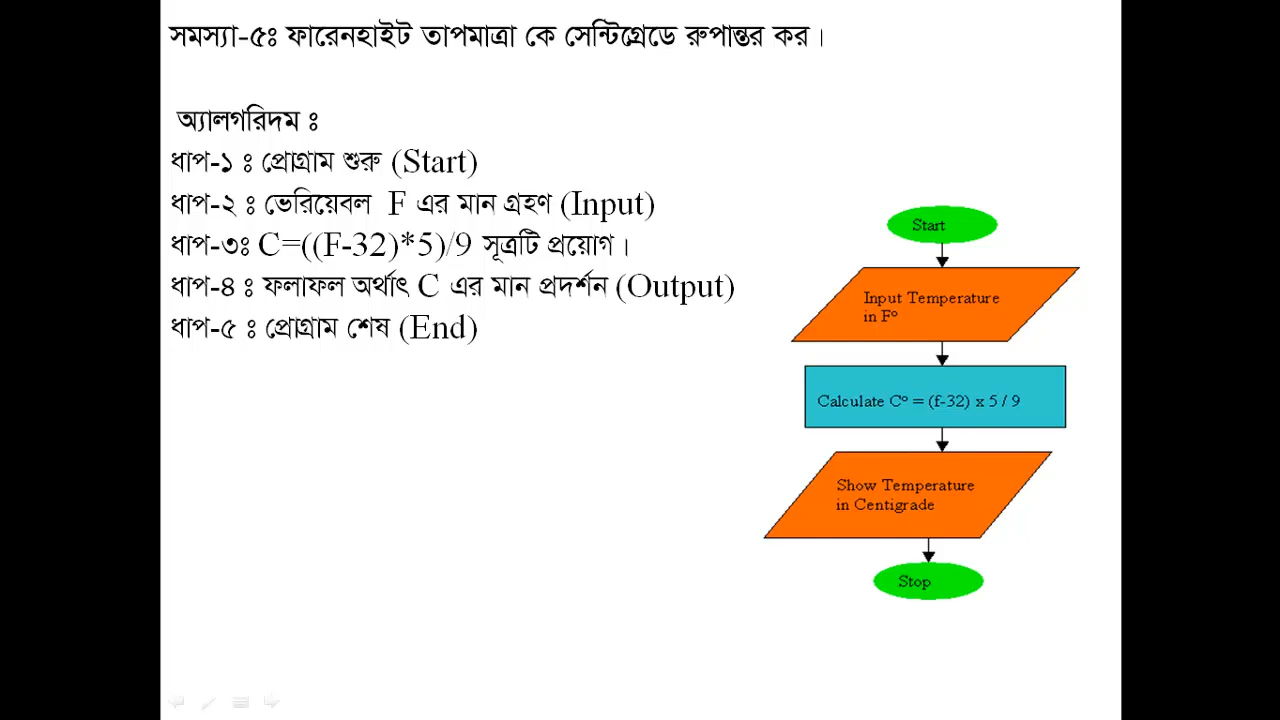 সমস্যা-৫ঃ ফারেনহাইট তাপমাত্রা কে সেন্টিগ্রেডে রুপান্তর কর।
অ্যালগরিদম ঃ
ধাপ-১ ঃ প্রোগ্রাম শুরু (Start)
ধাপ-২ ঃ ভেরিয়েবল F এর মান গ্রহণ (Input)
ধাপ-৩ঃ C=((F-32)*5)/9 সূত্রটি প্রয়োগ।
ধাপ-৪ ঃ ফলাফল অর্থাৎ C এর মান প্রদর্শন (Output)
ধাপ-৫ ঃ প্রোগ্রাম শেষ (End)
Start
Input Temperature
in Fº
Calculate Cº = (f-32) x 5 / 9
Show Temperature
in Centigrade
Stop